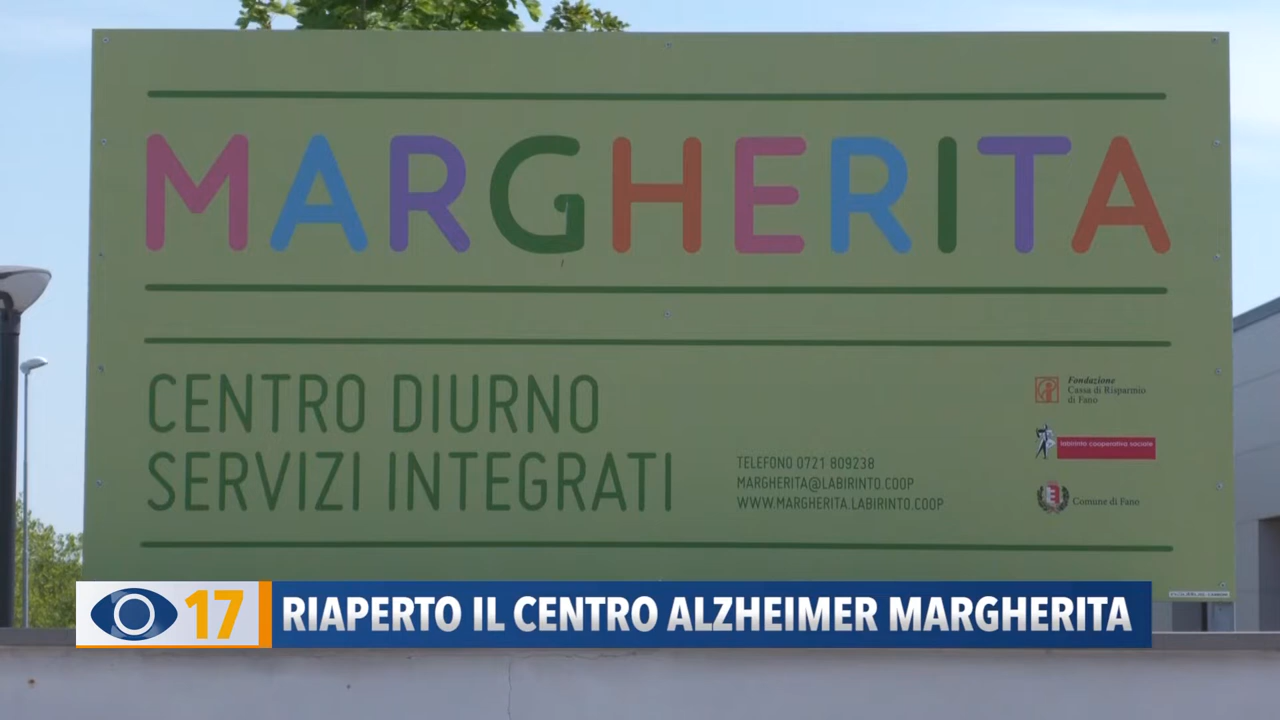 MARGHERITA
CENTRO DIURNO
SERVIZI INTEGRATI
TELEFONO 0721 809238
MARGHERITA@LABIRINTO.COOP
WWW.MARGHERITA.LABIRINTO.COOP
Fondazione
Cassa di Risparmio
di Fano
labirinto cooperativa sociale
Comune di Fano
17
RIAPERTO IL CENTRO ALZHEIMER MARGHERITA